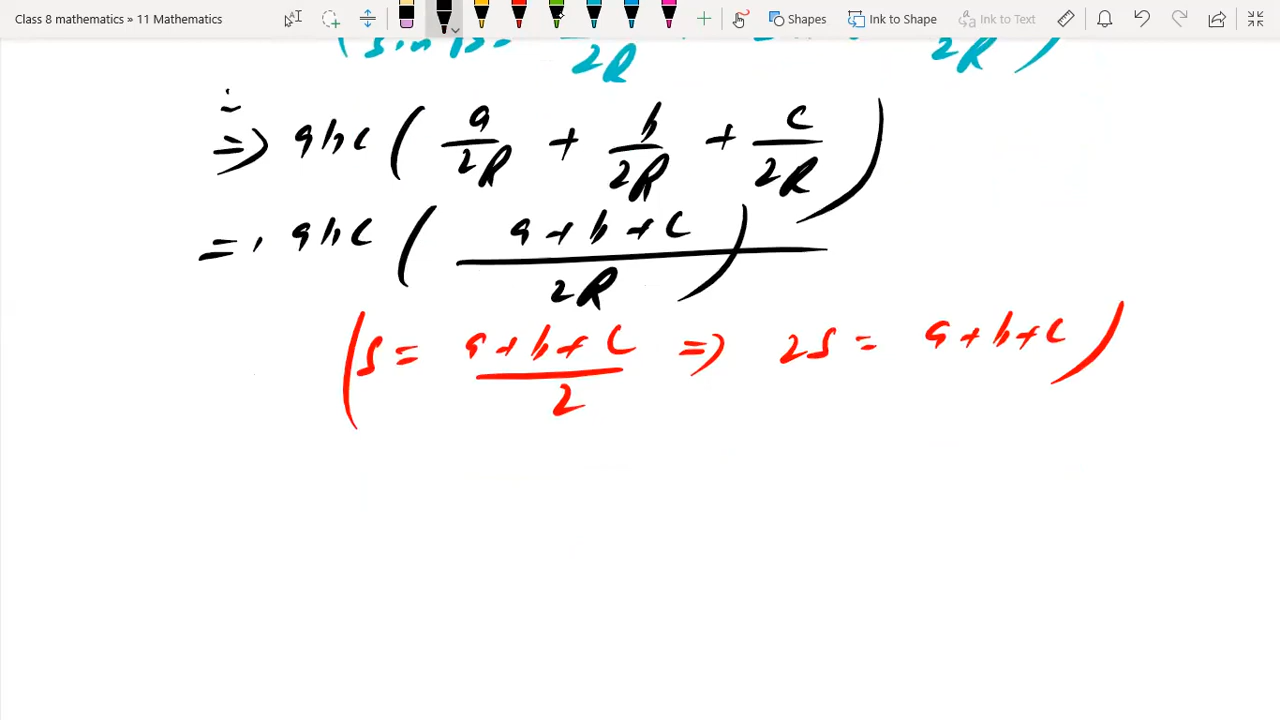 Class 8 mathematics » 11 Mathematics Shapes Ink to Shape Ink to Text
(sin B = /2R /2R)
=> abc ( a/2R + b/2R + c/2R )
= abc ( a+b+c / 2R )
( S = a+b+c / 2 => 2S = a+b+c )